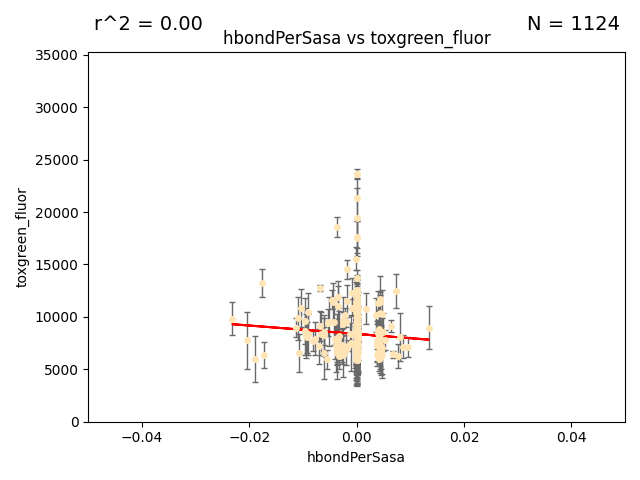 r^2 = 0.00
N = 1124
hbondPerSasa vs toxgreen_fluor
toxgreen_fluor
35000
30000
25000
20000
15000
10000
5000
0
−0.04
−0.02
0.00
0.02
0.04
hbondPerSasa